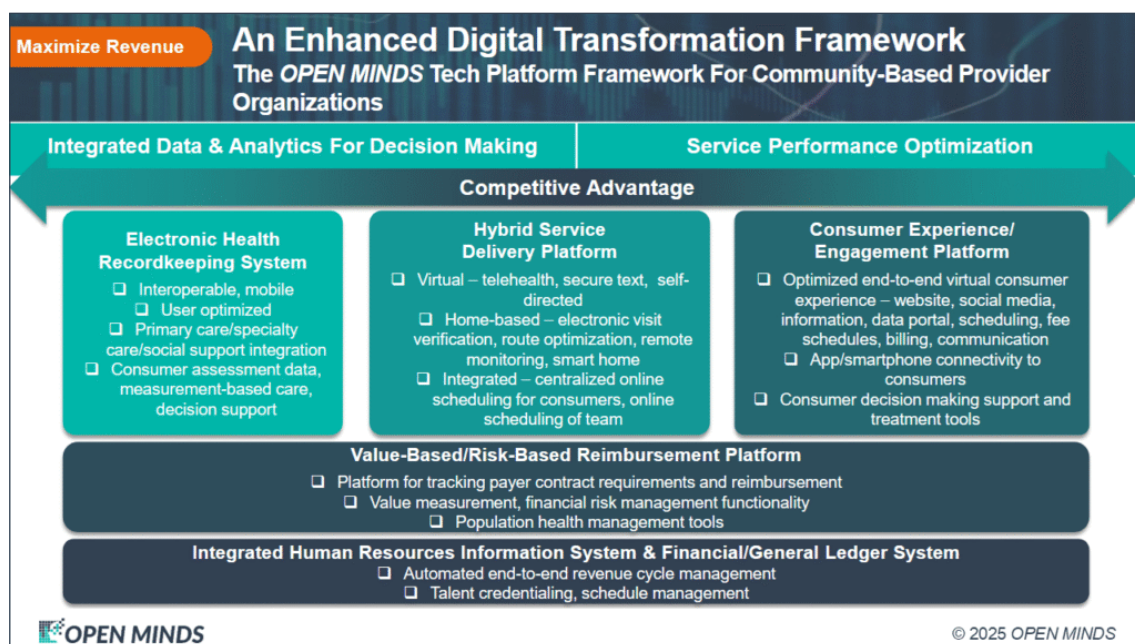 Maximize Revenue
An Enhanced Digital Transformation Framework
The OPEN MINDS Tech Platform Framework For Community-Based Provider
Organizations
Integrated Data & Analytics For Decision Making
Service Performance Optimization
Competitive Advantage
Electronic Health
Recordkeeping System
❑ Interoperable, mobile
❑ User optimized
❑ Primary care/specialty
care/social support integration
❑ Consumer assessment data,
measurement-based care,
decision support
Hybrid Service
Delivery Platform
❑ Virtual – telehealth, secure text, self-
directed
❑ Home-based – electronic visit
verification, route optimization, remote
monitoring, smart home
❑ Integrated – centralized online
scheduling for consumers, online
scheduling of team
Consumer Experience/
Engagement Platform
❑ Optimized end-to-end virtual consumer
experience – website, social media,
information, data portal, scheduling, fee
schedules, billing, communication
❑ App/smartphone connectivity to
consumers
❑ Consumer decision making support and
treatment tools
Value-Based/Risk-Based Reimbursement Platform
❑ Platform for tracking payer contract requirements and reimbursement
❑ Value measurement, financial risk management functionality
❑ Population health management tools
Integrated Human Resources Information System & Financial/General Ledger System
❑ Automated end-to-end revenue cycle management
❑ Talent credentialing, schedule management
OPEN MINDS
© 2025 OPEN MINDS